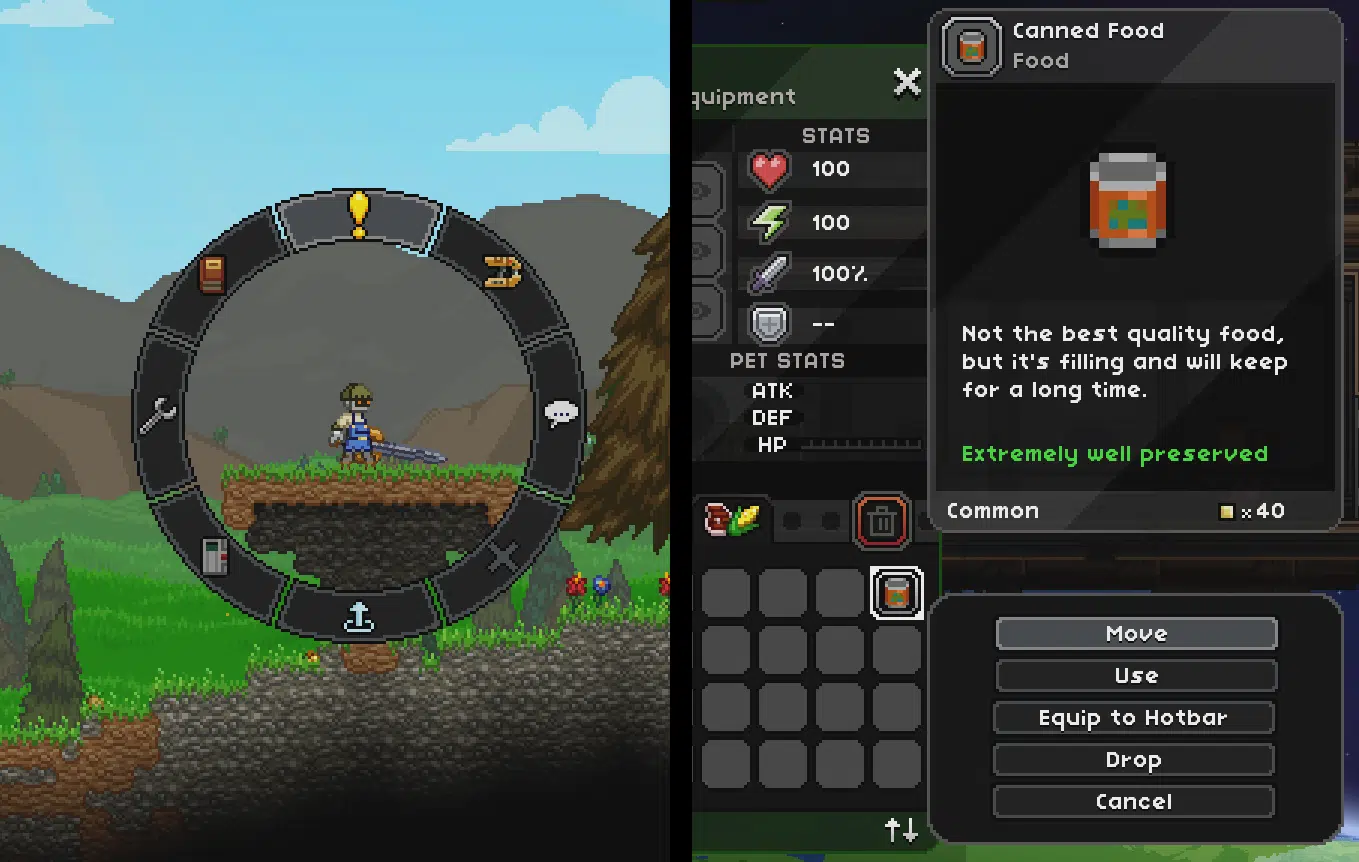 Canned Food
Food
quipment
STATS
100
100
100%
--
PET STATS
ATK
DEF
HP
Not the best quality food,
but it's filling and will keep
for a long time.
Extremely well preserved
Common
x40
Move
Use
Equip to Hotbar
Drop
Cancel